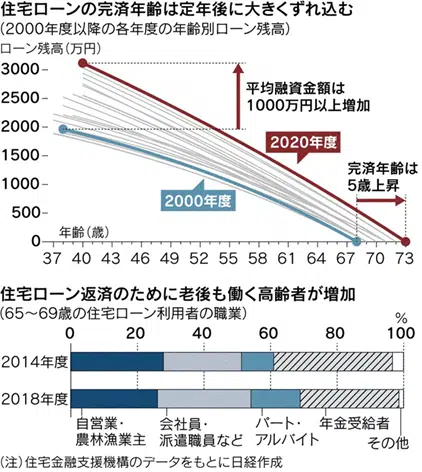 住宅ローンの完済年齢は定年後に大きくずれ込む
(2000年度以降の各年度の年齢別ローン残高)
ローン残高(万円)
3000
2500
2000
1500
1000
500
0
平均融資金額は
1000万円以上増加
2020年度
2000年度
完済年齢は
5歳上昇
年齢(歳)
37 40 43 46 49 52 55 58 61 64 67 70 73
住宅ローン返済のために老後も働く高齢者が増加
(65〜69歳の住宅ローン利用者の職業)
%
0 20 40 60 80 100
2014年度
2018年度
自営業・
農林漁業主
会社員・
派遣職員など
パート・
アルバイト
年金受給者
その他
(注)住宅金融支援機構のデータをもとに日経作成